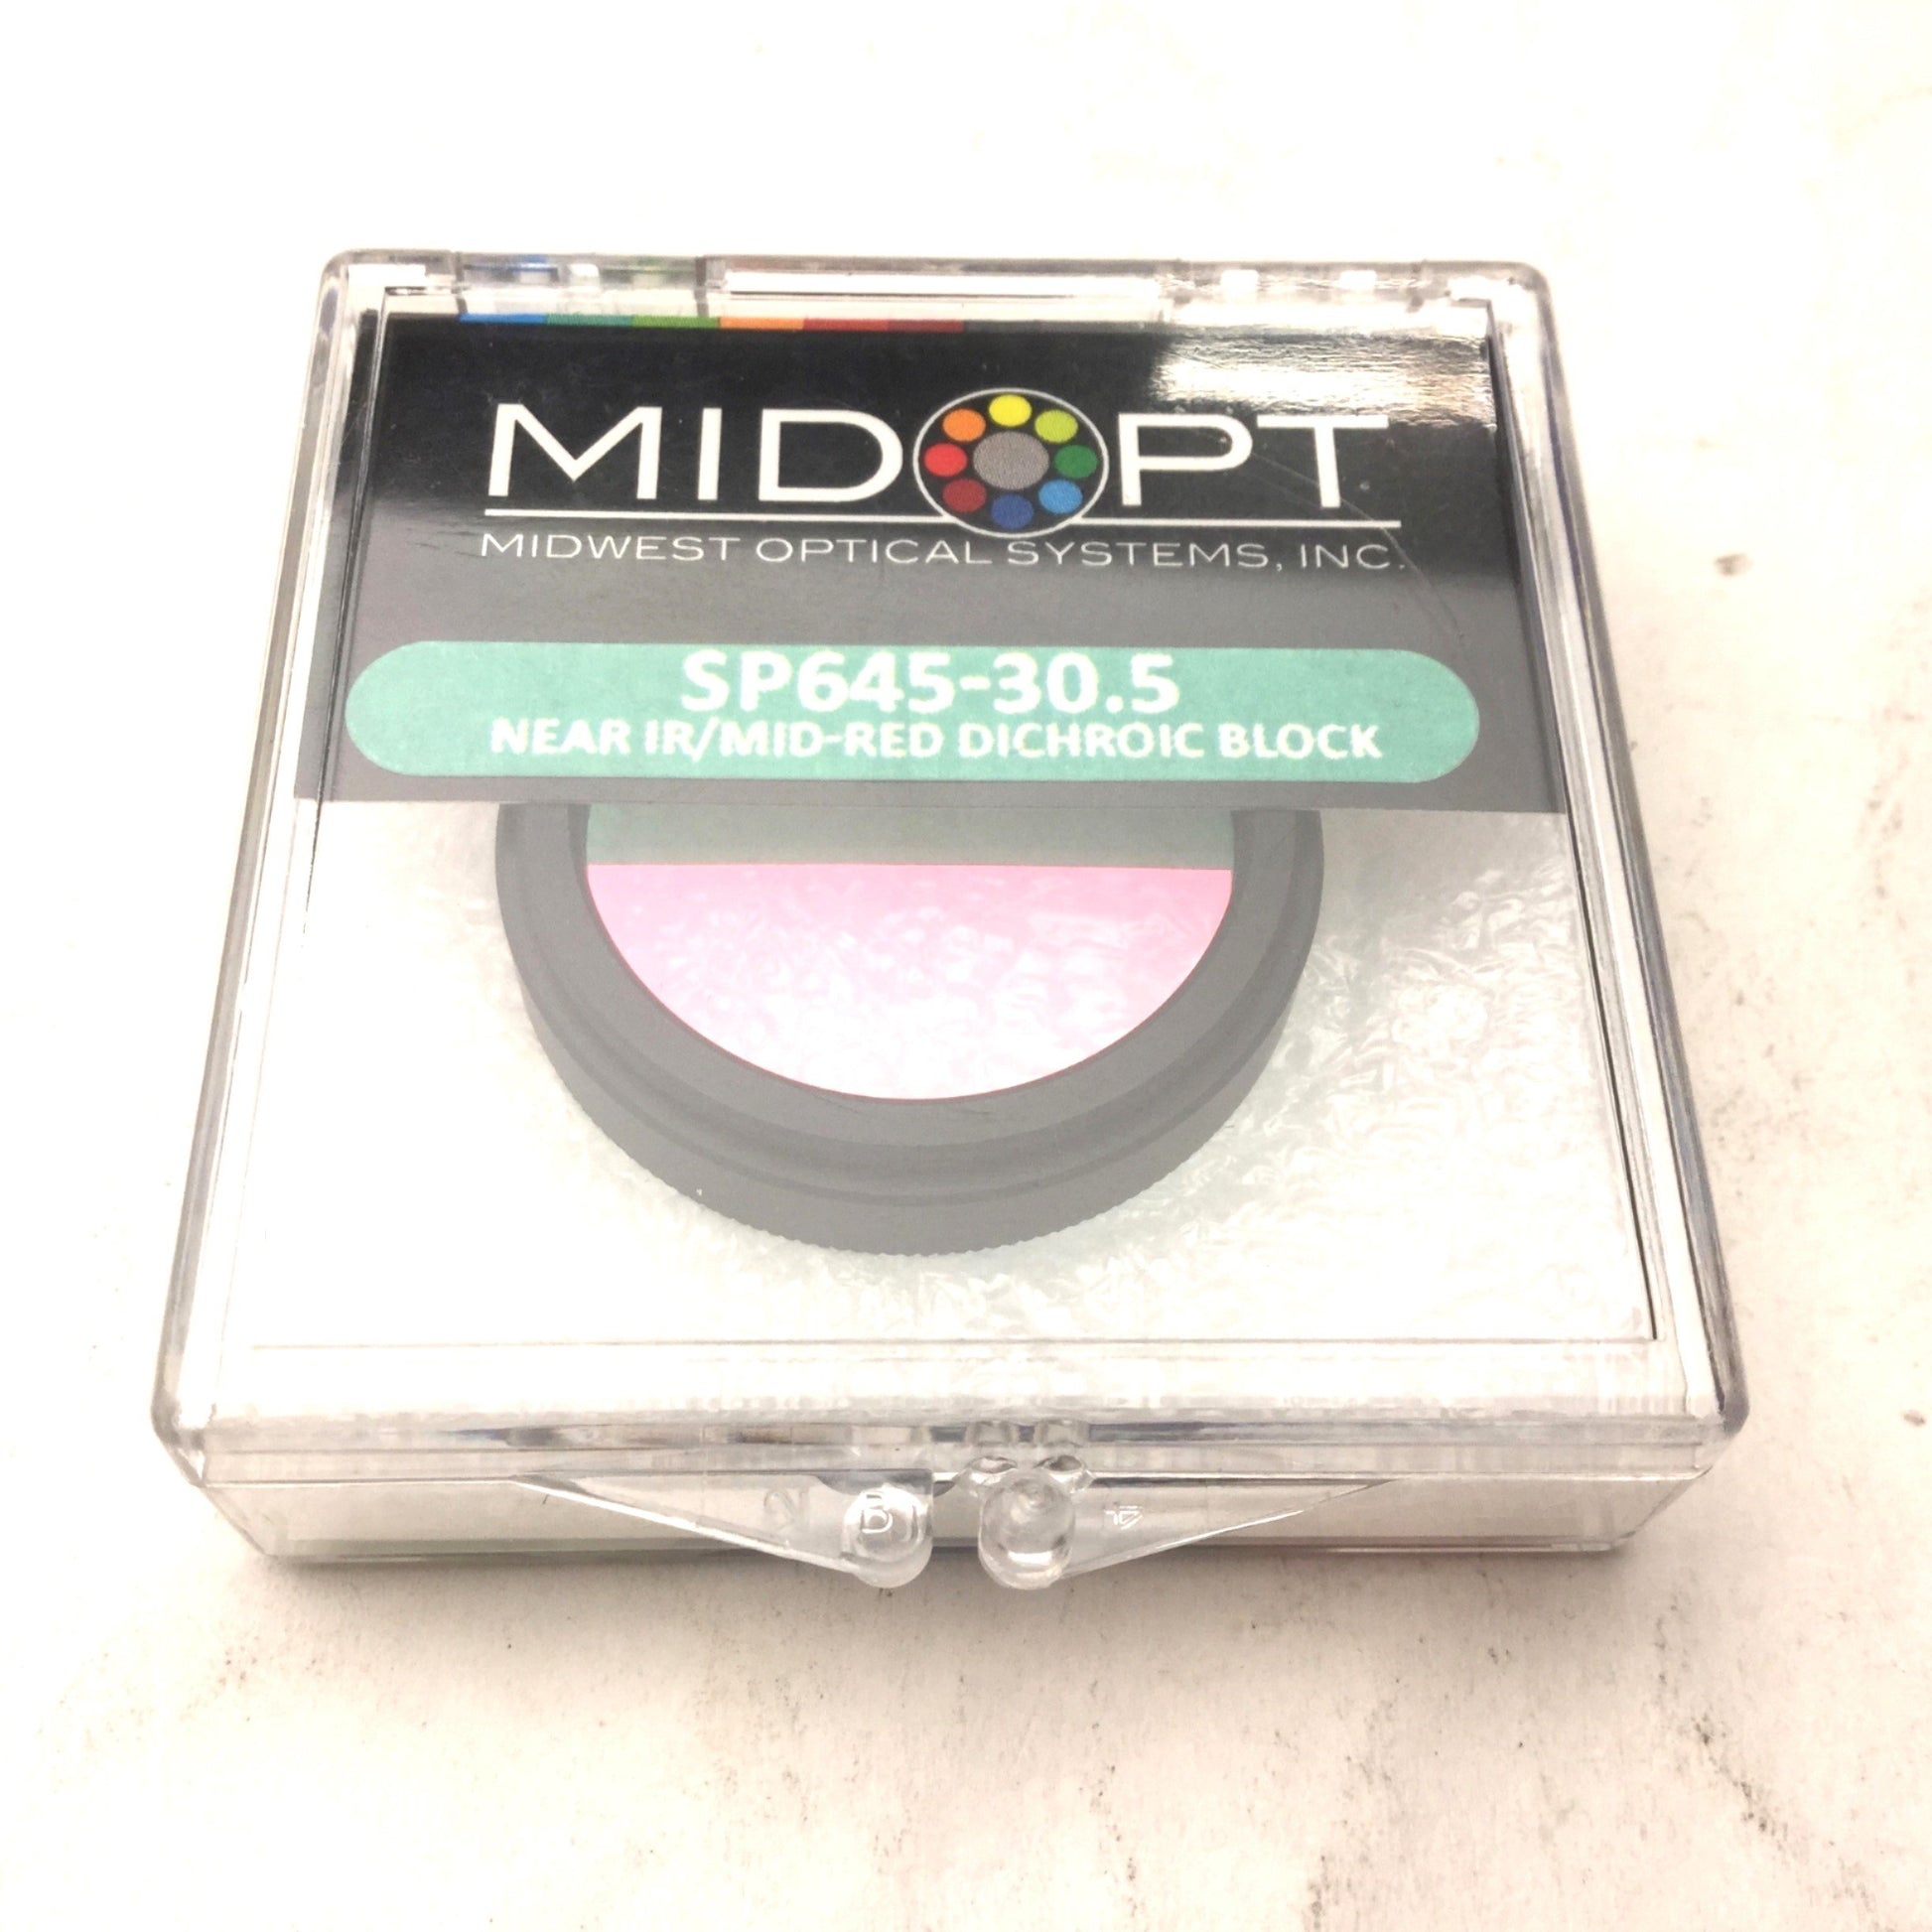 MIDOPT
MIDWEST OPTICAL SYSTEMS, INC.
SP645-30.5
NEAR IR/MID-RED DICHROIC BLOCK